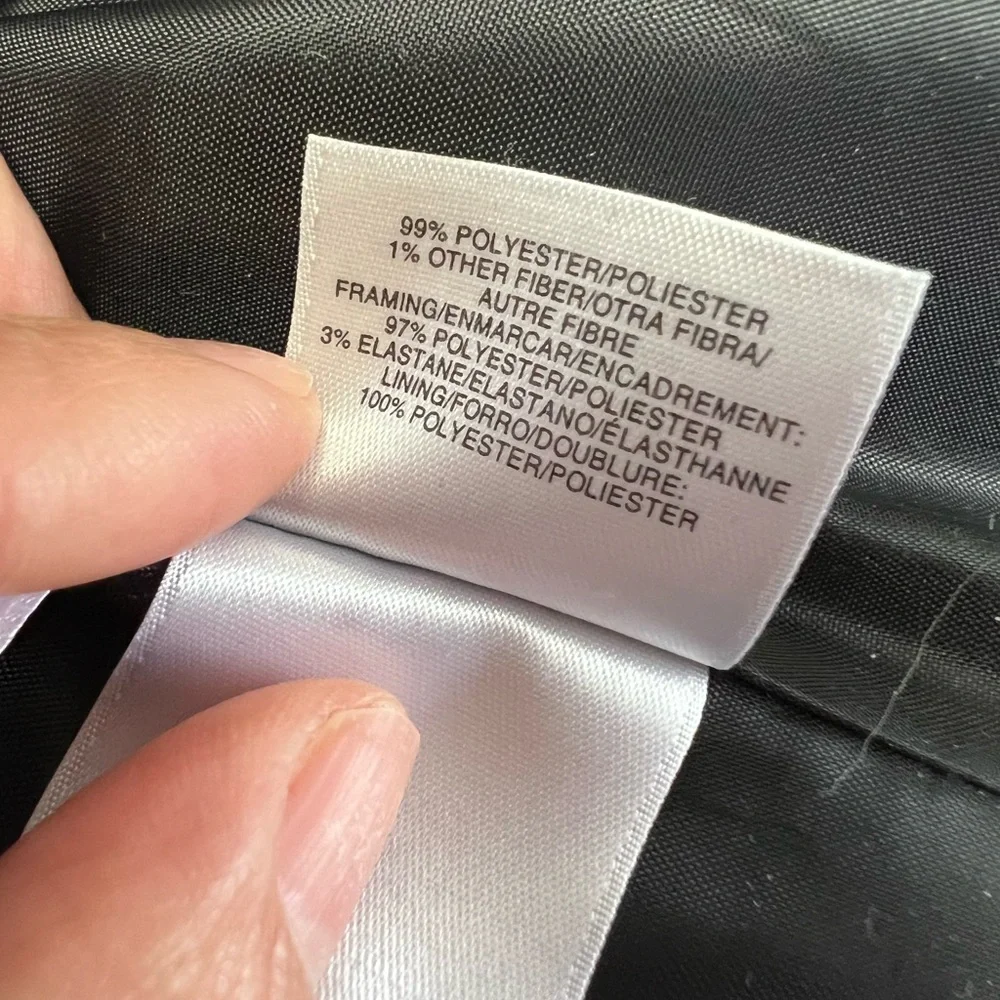 99% POLYESTER/POLIESTER
1% OTHER FIBER/OTRA FIBRA/
AUTRE FIBRE
FRAMING/ENMARCAR/ENCADREMENT:
97% POLYESTER/POLIESTER
3% ELASTANE/ELASTANO/ÉLASTHANNE
LINING/FORRO/DOUBLURE:
100% POLYESTER/POLIESTER